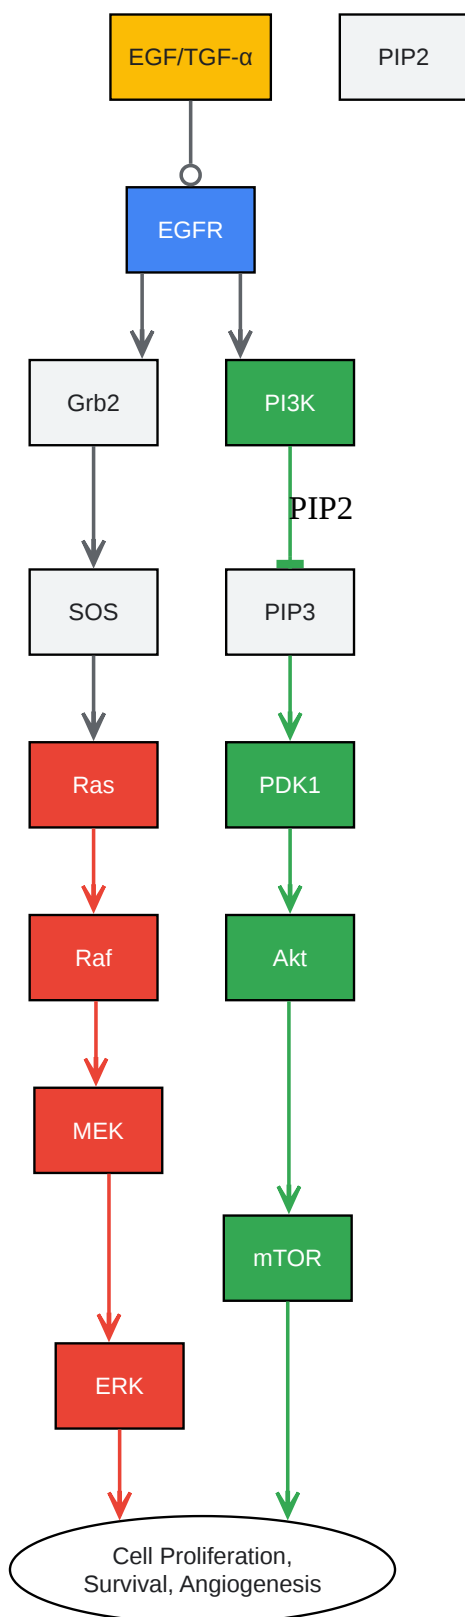 EGF/TGF-α
PIP2
EGFR
Grb2
PI3K
PIP2
SOS
PIP3
Ras
PDK1
Raf
Akt
MEK
mTOR
ERK
Cell Proliferation,
Survival, Angiogenesis